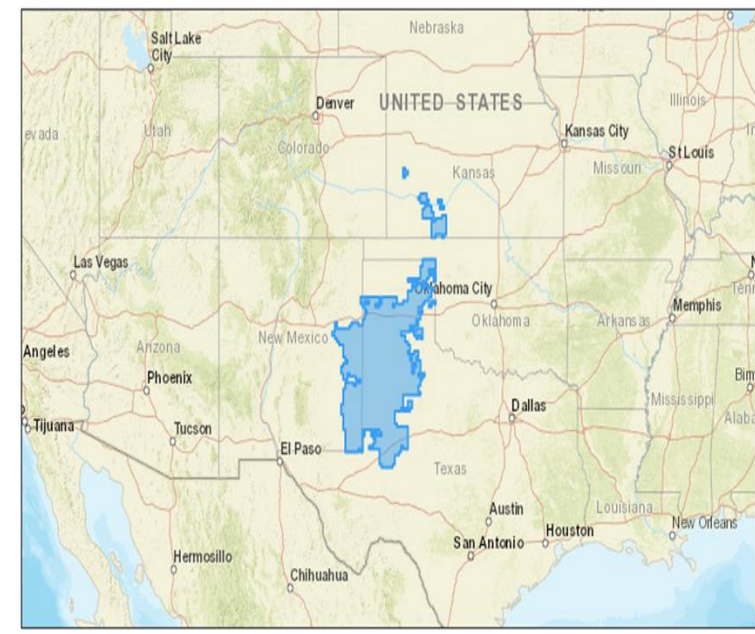 Nebraska
Salt Lake
City
Denver
UNITED STATES
Illinois
evada
Utah
Colorado
Kansas City
St Louis
Kansas
Missouri
Las Vegas
Oklahoma City
Memphis
Oklahoma
Arkansas
New Mexico
Arizona
Angeles
Phoenix
Mississippi
Dallas
Tijuana
Tucson
El Paso
Texas
Louisiana
Austin
New Orleans
Houston
San Antonio
Hermosillo
Chihuahua